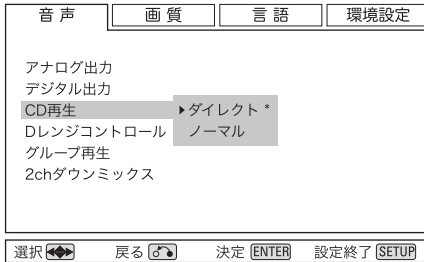 音声 画質 言語 環境設定
アナログ出力
デジタル出力
CD再生 ダイレクト *
Dレンジコントロール ノーマル
グループ再生
2chダウンミックス
選択 戻る 決定 ENTER 設定終了 SETUP